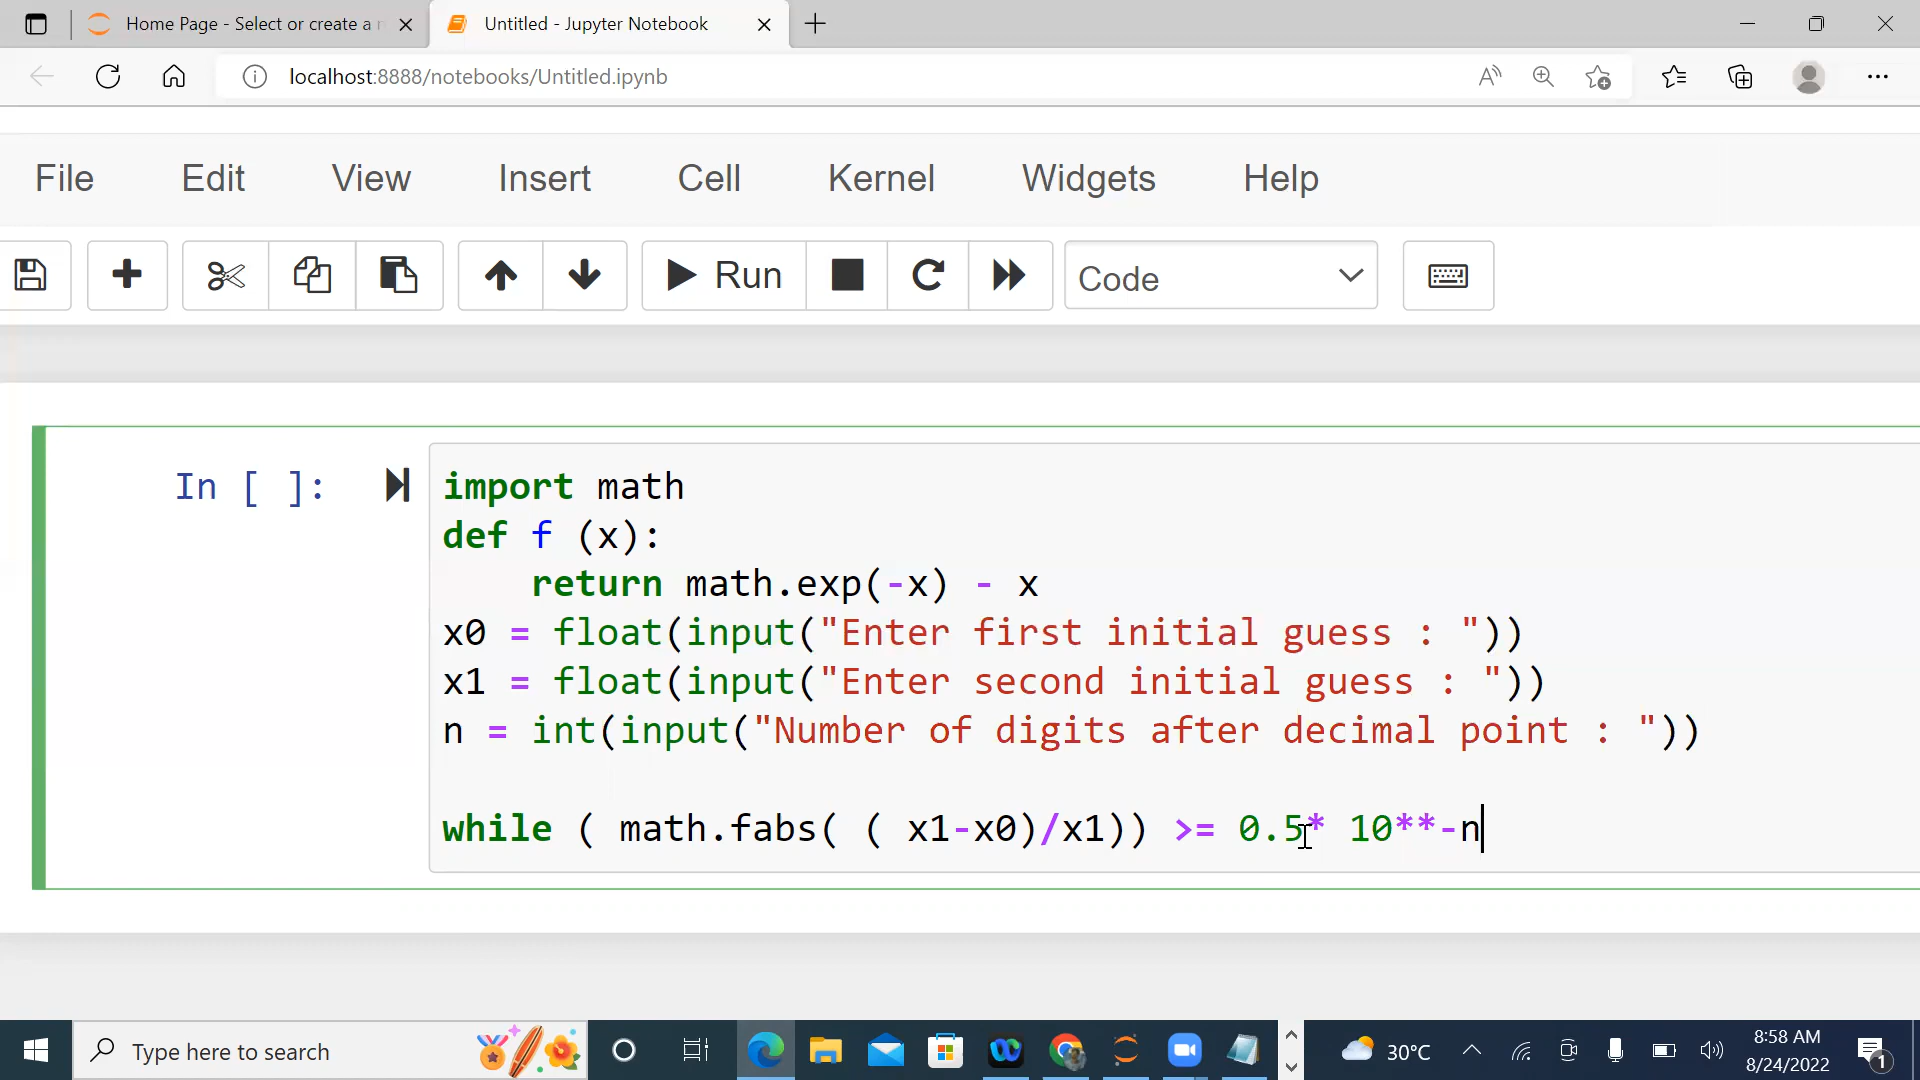 Home Page - Select or create a n
Untitled - Jupyter Notebook
localhost:8888/notebooks/Untitled.ipynb
File Edit View Insert Cell Kernel Widgets Help
Run Code
In [ ]:
import math
def f (x):
    return math.exp(-x) - x
x0 = float(input("Enter first initial guess : "))
x1 = float(input("Enter second initial guess : "))
n = int(input("Number of digits after decimal point : "))
while ( math.fabs( ( x1-x0)/x1)) >= 0.5* 10**-n
Type here to search
30°C
8:58 AM
8/24/2022
1